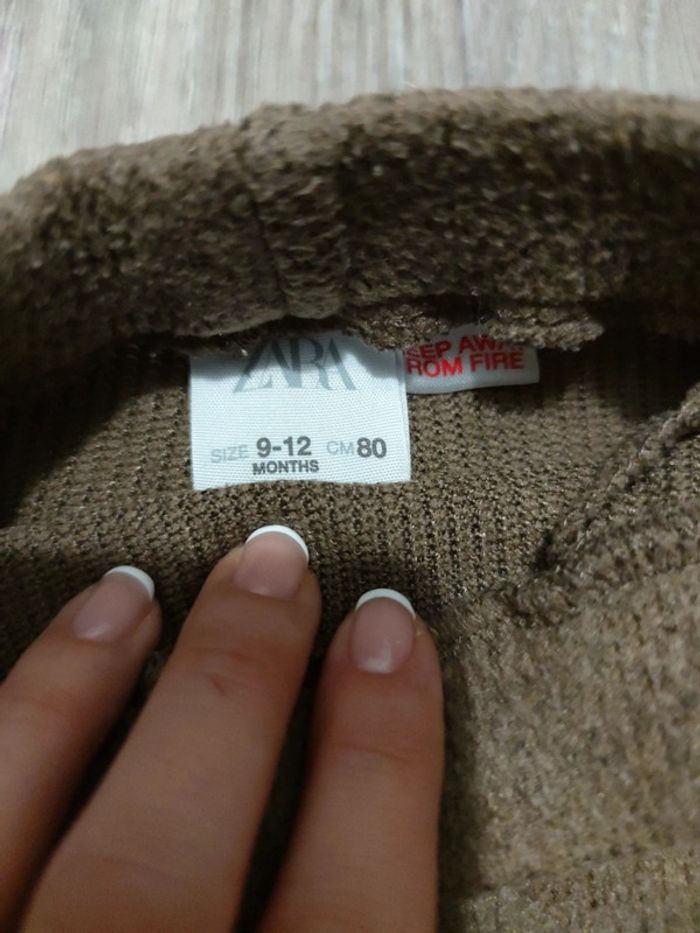 ZARA
SIZE 9-12 CM 80
MONTHS
EEP AWA
ROM FIRE